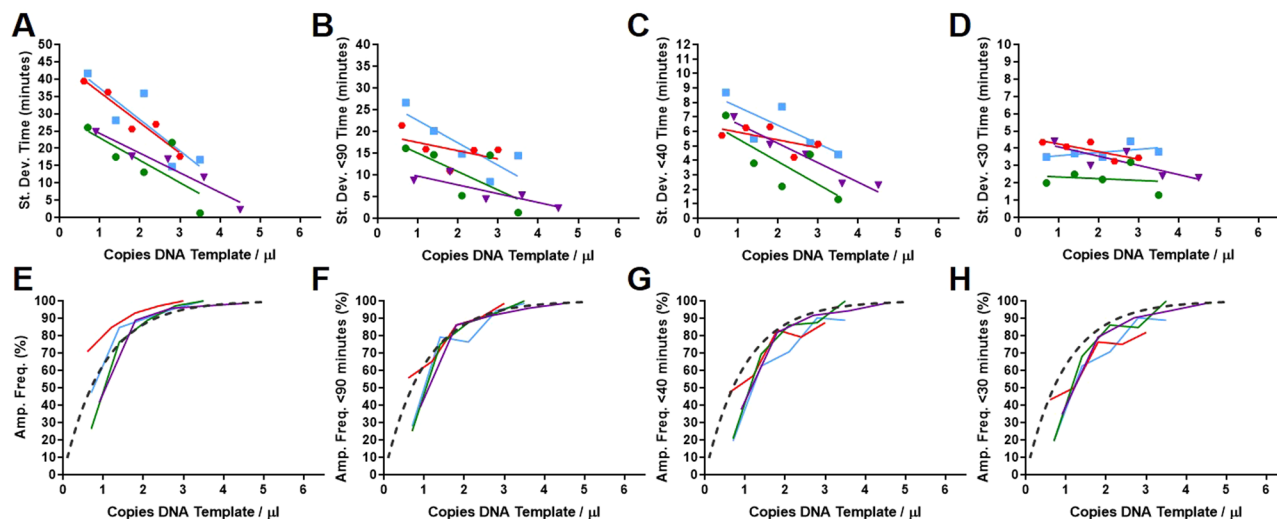 A
B
C
D
St. Dev. Time (minutes)
50
45
40
35
30
25
20
15
10
5
0
0 1 2 3 4 5 6
Copies DNA Template / µl
St. Dev. <90 Time (minutes)
40
35
30
25
20
15
10
5
0
0 1 2 3 4 5 6
Copies DNA Template / µl
St. Dev. <40 Time (minutes)
12
11
10
9
8
7
6
5
4
3
2
1
0
0 1 2 3 4 5 6
Copies DNA Template / µl
St. Dev. <30 Time (minutes)
10
9
8
7
6
5
4
3
2
1
0
0 1 2 3 4 5 6
Copies DNA Template / µl
E
F
G
H
Amp. Freq. (%)
100
90
80
70
60
50
40
30
20
10
0
0 1 2 3 4 5 6
Copies DNA Template / µl
Amp. Freq. <90 minutes (%)
100
90
80
70
60
50
40
30
20
10
0
0 1 2 3 4 5 6
Copies DNA Template / µl
Amp. Freq. <40 minutes (%)
100
90
80
70
60
50
40
30
20
10
0
0 1 2 3 4 5 6
Copies DNA Template / µl
Amp. Freq. <30 minutes (%)
100
90
80
70
60
50
40
30
20
10
0
0 1 2 3 4 5 6
Copies DNA Template / µl